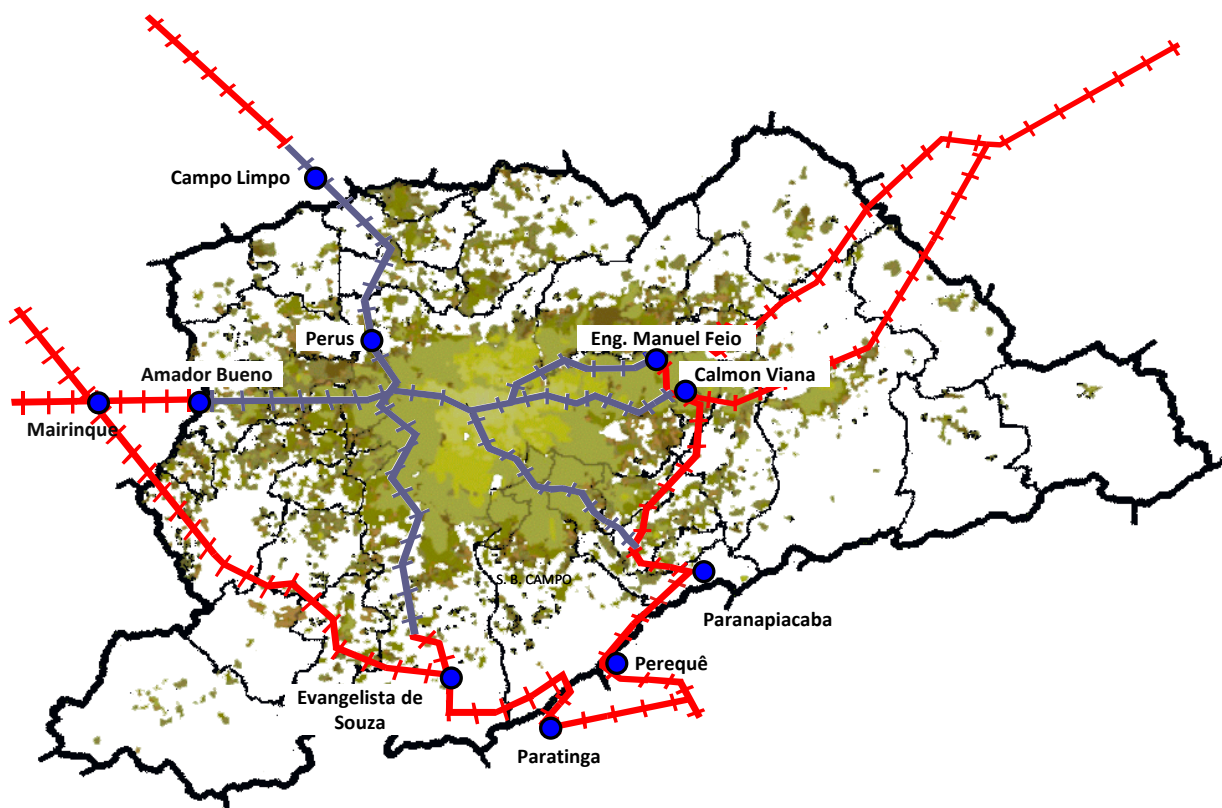 Campo Limpo
Perus
Eng. Manuel Feio
Amador Bueno
Calmon Viana
Mairinque
S. B. CAMPO
Paranapiacaba
Perequê
Evangelista de
Souza
Paratinga